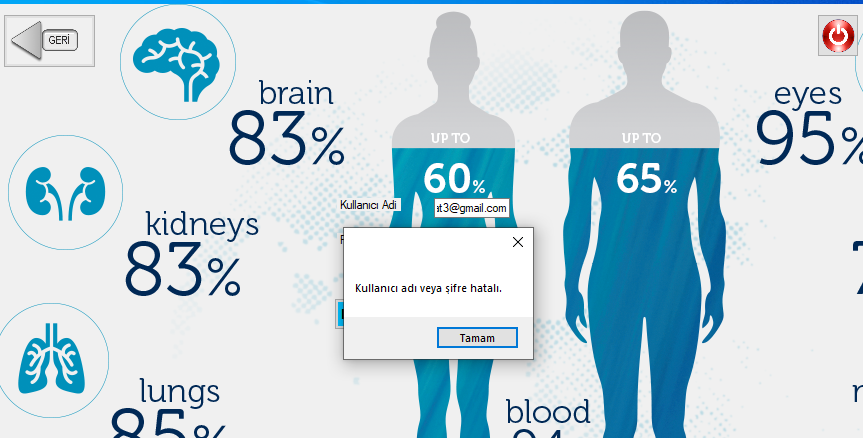 GERİ
brain
83%
eyes
95%
UP TO
60%
UP TO
65%
Kullanıcı Adi
at3@gmail.com
kidneys
83%
Kullanıcı adı veya şifre hatalı.
Tamam
lungs
85%
blood